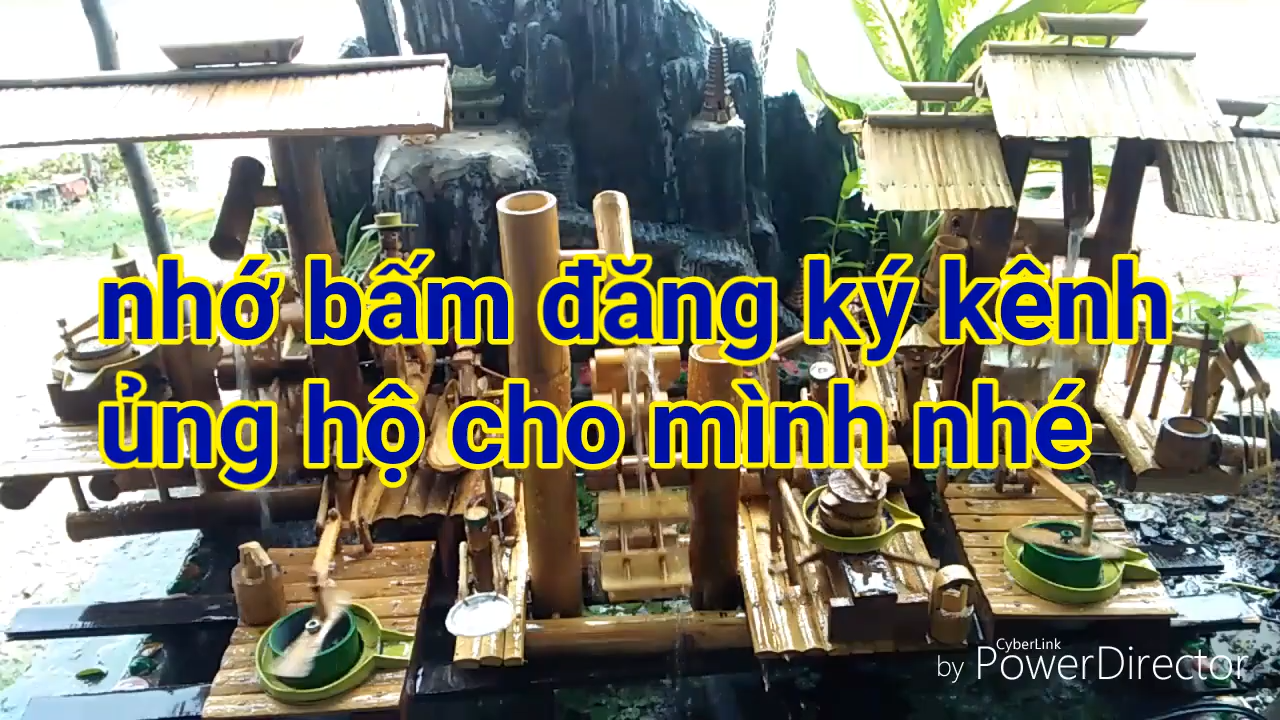 nhớ bấm đăng ký kênh
ủng hộ cho mình nhé
CyberLink
by PowerDirector